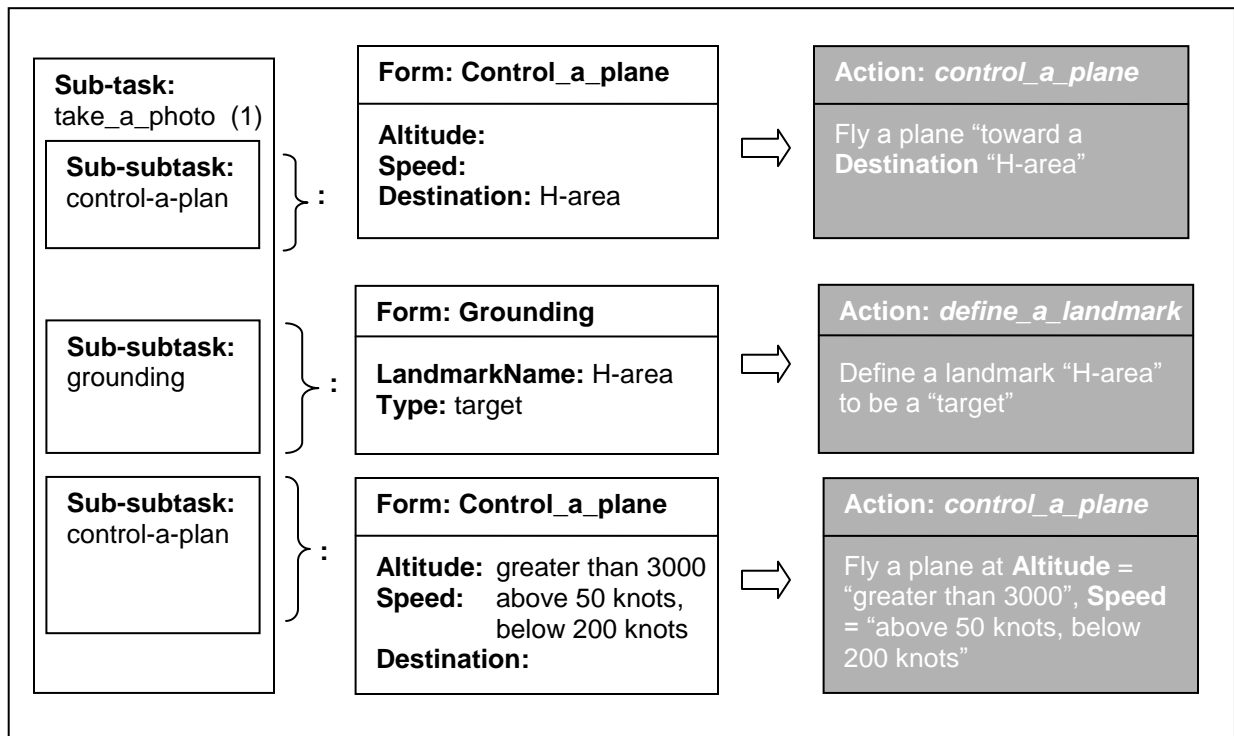 Sub-task:
take_a_photo (1)
Sub-subtask:
control-a-plan
:
Form: Control_a_plane
Altitude:
Speed:
Destination: H-area
Action: control_a_plane
Fly a plane “toward a
Destination “H-area”
Sub-subtask:
grounding
:
Form: Grounding
LandmarkName: H-area
Type: target
Action: define_a_landmark
Define a landmark “H-area”
to be a “target”
Sub-subtask:
control-a-plan
:
Form: Control_a_plane
Altitude: greater than 3000
Speed: above 50 knots,
below 200 knots
Destination:
Action: control_a_plane
Fly a plane at Altitude =
“greater than 3000”, Speed
= “above 50 knots, below
200 knots”